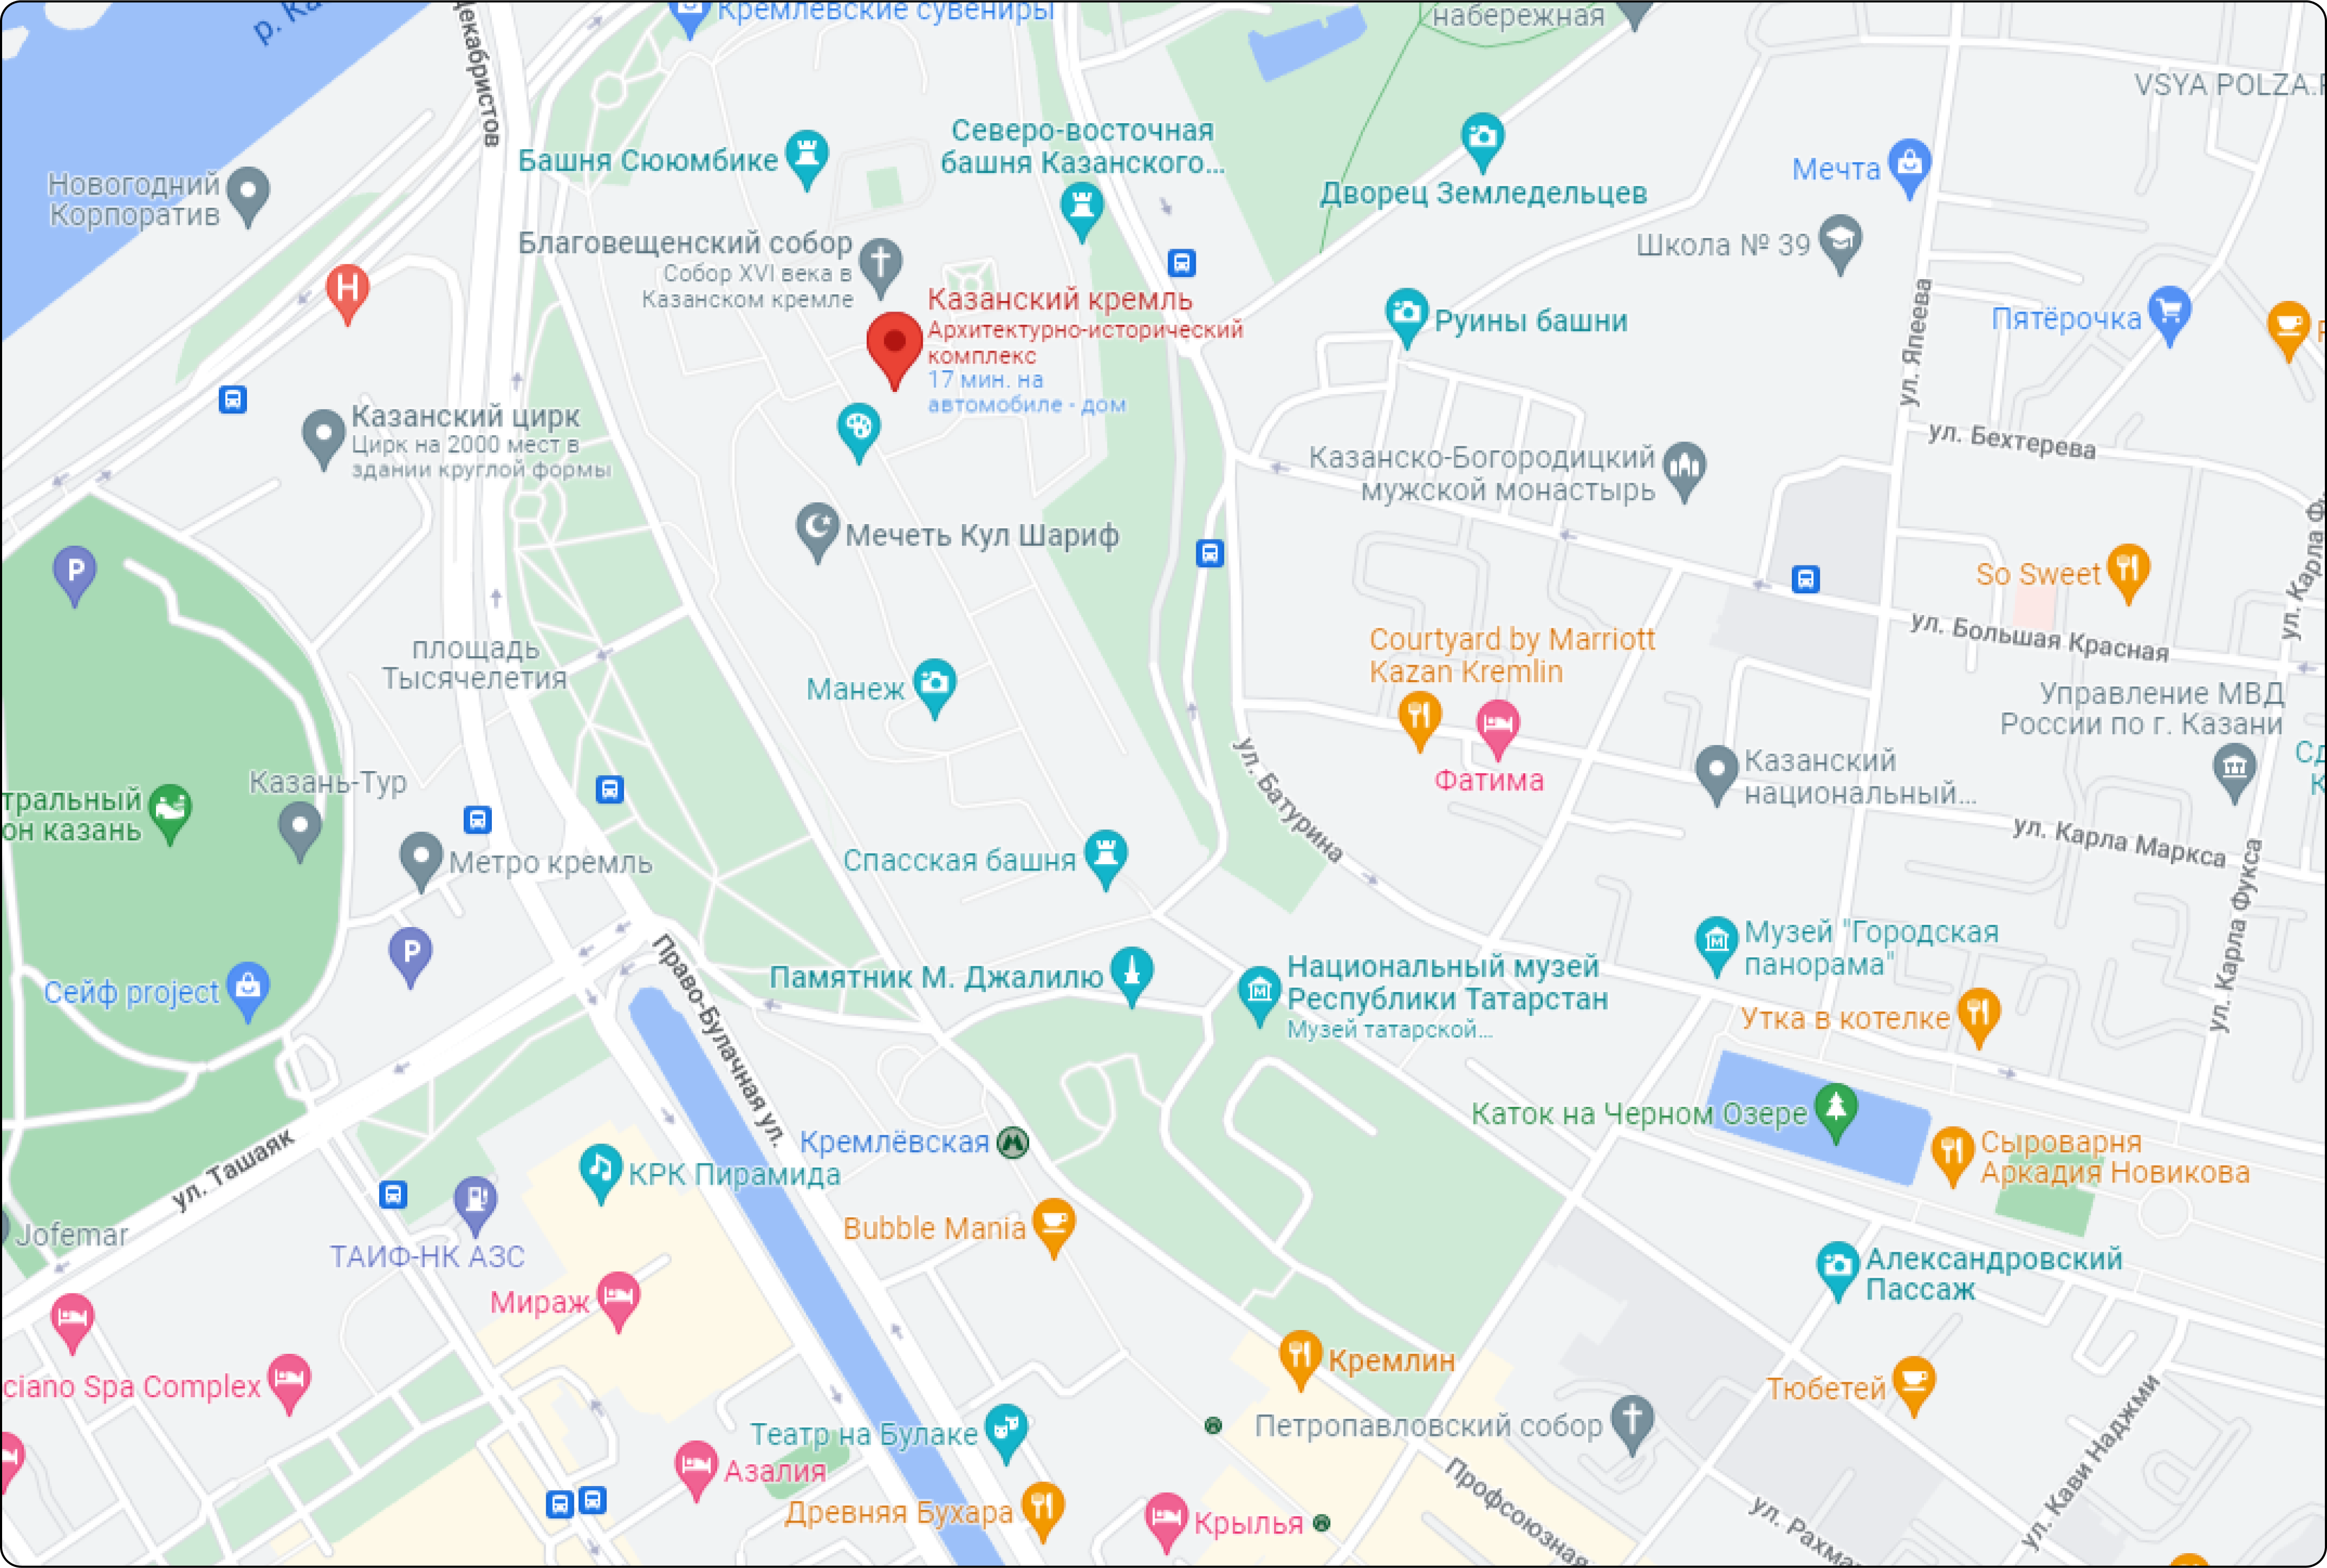 р. Ка
Декабристов
Кремлёвские сувениры
набережная
VSYA POLZA.
Северо-восточная
башня Казанского...
Башня Сююмбике
Дворец Земледельцев
Мечта
Новогодний
Корпоратив
Школа № 39
Благовещенский собор
Собор XVI века в
Казанском кремле
H
Казанский кремль
Архитектурно-исторический
комплекс
17 мин. на
автомобиле - дом
Руины башни
ул. Япеева
Пятёрочка
Казанский цирк
Цирк на 2000 мест в
здании круглой формы
ул. Бехтерева
Казанско-Богородицкий
мужской монастырь
Мечеть Кул Шариф
P
So Sweet
ул. Карла Ф
ул. Большая Красная
площадь
Тысячелетия
Courtyard by Marriott
Kazan Kremlin
Манеж
Управление МВД
России по г. Казани
Фатима
Казанский
национальный...
Сд
К
ул. Батурина
Казань-Тур
тральный
он казань
Метро кремль
Спасская башня
ул. Карла Маркса
ул. Карла Фукса
P
Музей "Городская
панорама"
Право-Булачная ул.
Памятник М. Джалилю
Национальный музей
Республики Татарстан
Музей татарской...
Сейф project
Утка в котелке
Каток на Черном Озере
Кремлёвская
Сыроварня
Аркадия Новикова
ул. Ташаяк
КРК Пирамида
Jofemar
Bubble Mania
ТАИФ-НК АЗС
Александровский
Пассаж
Мираж
Кремлин
ciano Spa Complex
Тюбетей
Театр на Булаке
Петропавловский собор
Азалия
Древняя Бухара
Крылья
Профсоюзная
ул. Рахма
ул. Кави Наджми